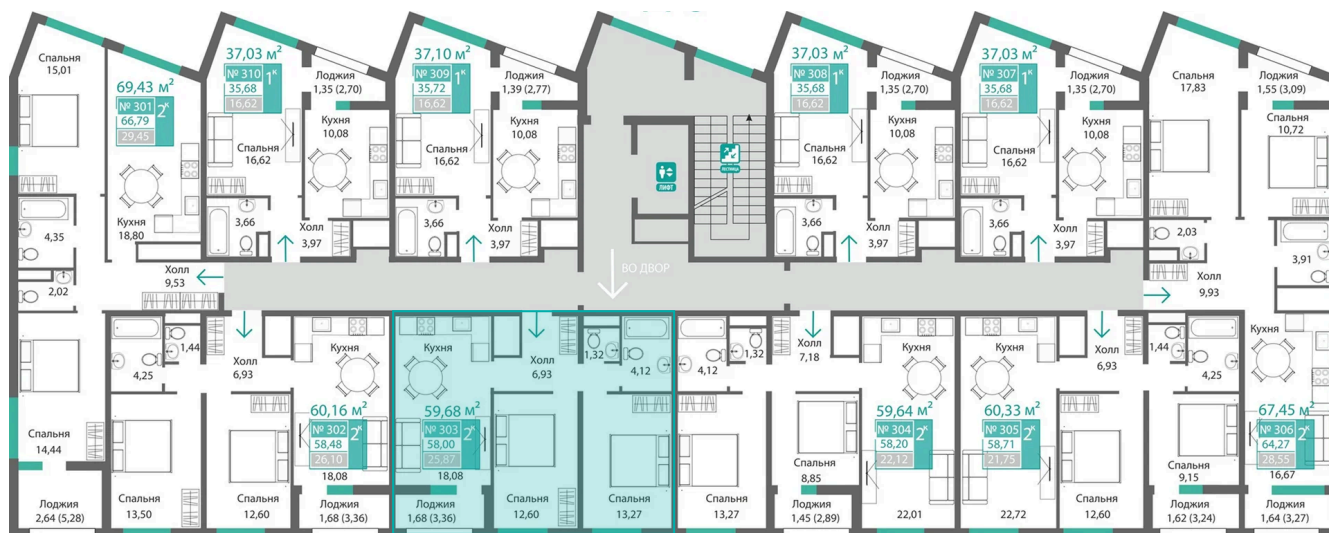 Спальня
15,01
69,43 м²
№ 301
2к
66,79
29,45
Кухня
18,80
4,35
2,02
Холл
9,53
Спальня
14,44
Лоджия
2,64 (5,28)
37,03 м²
№ 310
1к
35,68
16,62
Лоджия
1,35 (2,70)
Кухня
10,08
Спальня
16,62
3,66
Холл
3,97
37,10 м²
№ 309
1к
35,72
16,62
Лоджия
1,39 (2,77)
Кухня
10,08
Спальня
16,62
3,66
Холл
3,97
ЛИФТ
ЛЕСТНИЦА
ВО ДВОР
37,03 м²
№ 308
1к
35,68
16,62
Лоджия
1,35 (2,70)
Кухня
10,08
Спальня
16,62
3,66
Холл
3,97
37,03 м²
№ 307
1к
35,68
16,62
Лоджия
1,35 (2,70)
Кухня
10,08
Спальня
16,62
3,66
Холл
3,97
Спальня
17,83
Лоджия
1,55 (3,09)
Спальня
10,72
2,03
3,91
Холл
9,93
Кухня
67,45 м²
№ 306
2к
64,27
28,55
16,67
Лоджия
1,64 (3,27)
1,44
4,25
Холл
6,93
Кухня
60,16 м²
№ 302
2к
58,48
26,10
18,08
Спальня
13,50
Спальня
12,60
Лоджия
1,68 (3,36)
Кухня
Холл
6,93
1,32
4,12
59,68 м²
№ 303
2к
58,00
25,87
18,08
Лоджия
1,68 (3,36)
Спальня
12,60
Спальня
13,27
4,12
1,32
Холл
7,18
Кухня
59,64 м²
№ 304
2к
58,20
22,12
Спальня
13,27
Спальня
8,85
Лоджия
1,45 (2,89)
22,01
Кухня
Холл
6,93
1,44
4,25
60,33 м²
№ 305
2к
58,71
21,75
22,72
Спальня
12,60
Спальня
9,15
Лоджия
1,62 (3,24)